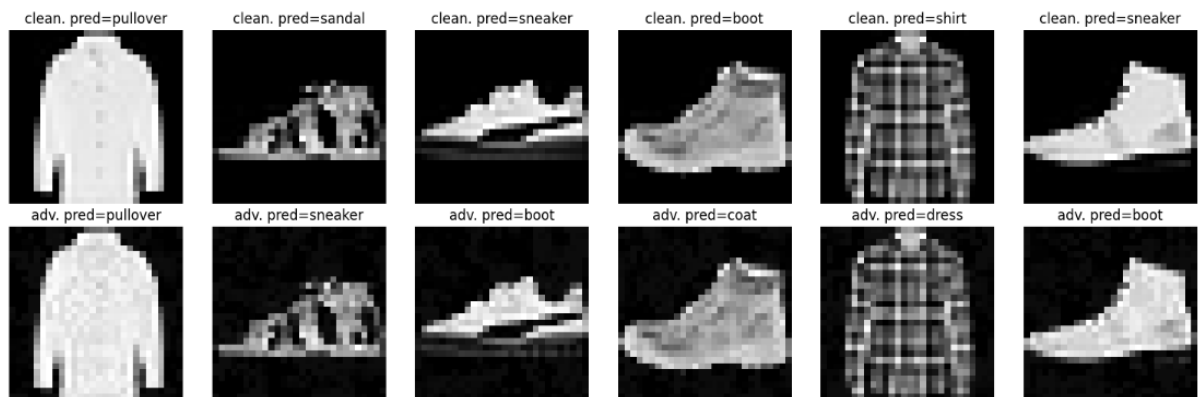 clean. pred=pullover
clean. pred=sandal
clean. pred=sneaker
clean. pred=boot
clean. pred=shirt
clean. pred=sneaker
adv. pred=pullover
adv. pred=sneaker
adv. pred=boot
adv. pred=coat
adv. pred=dress
adv. pred=boot